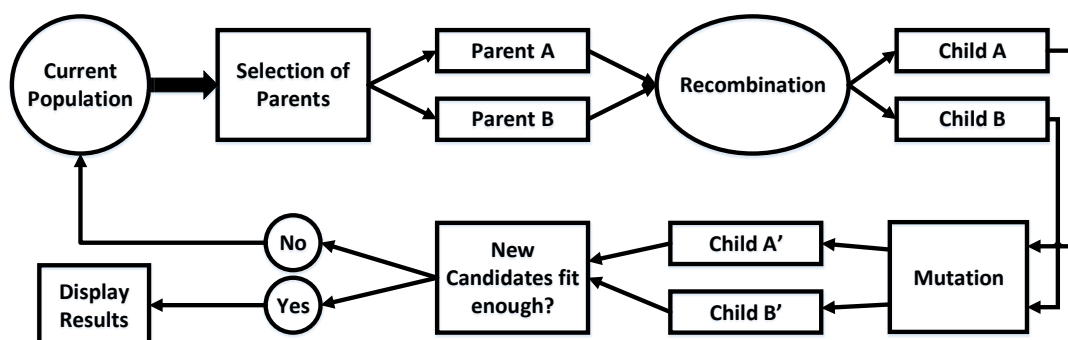 Current
Population
Selection of
Parents
Parent A
Parent B
Recombination
Child A
Child B
Mutation
Child A’
Child B’
New
Candidates fit
enough?
No
Yes
Display
Results